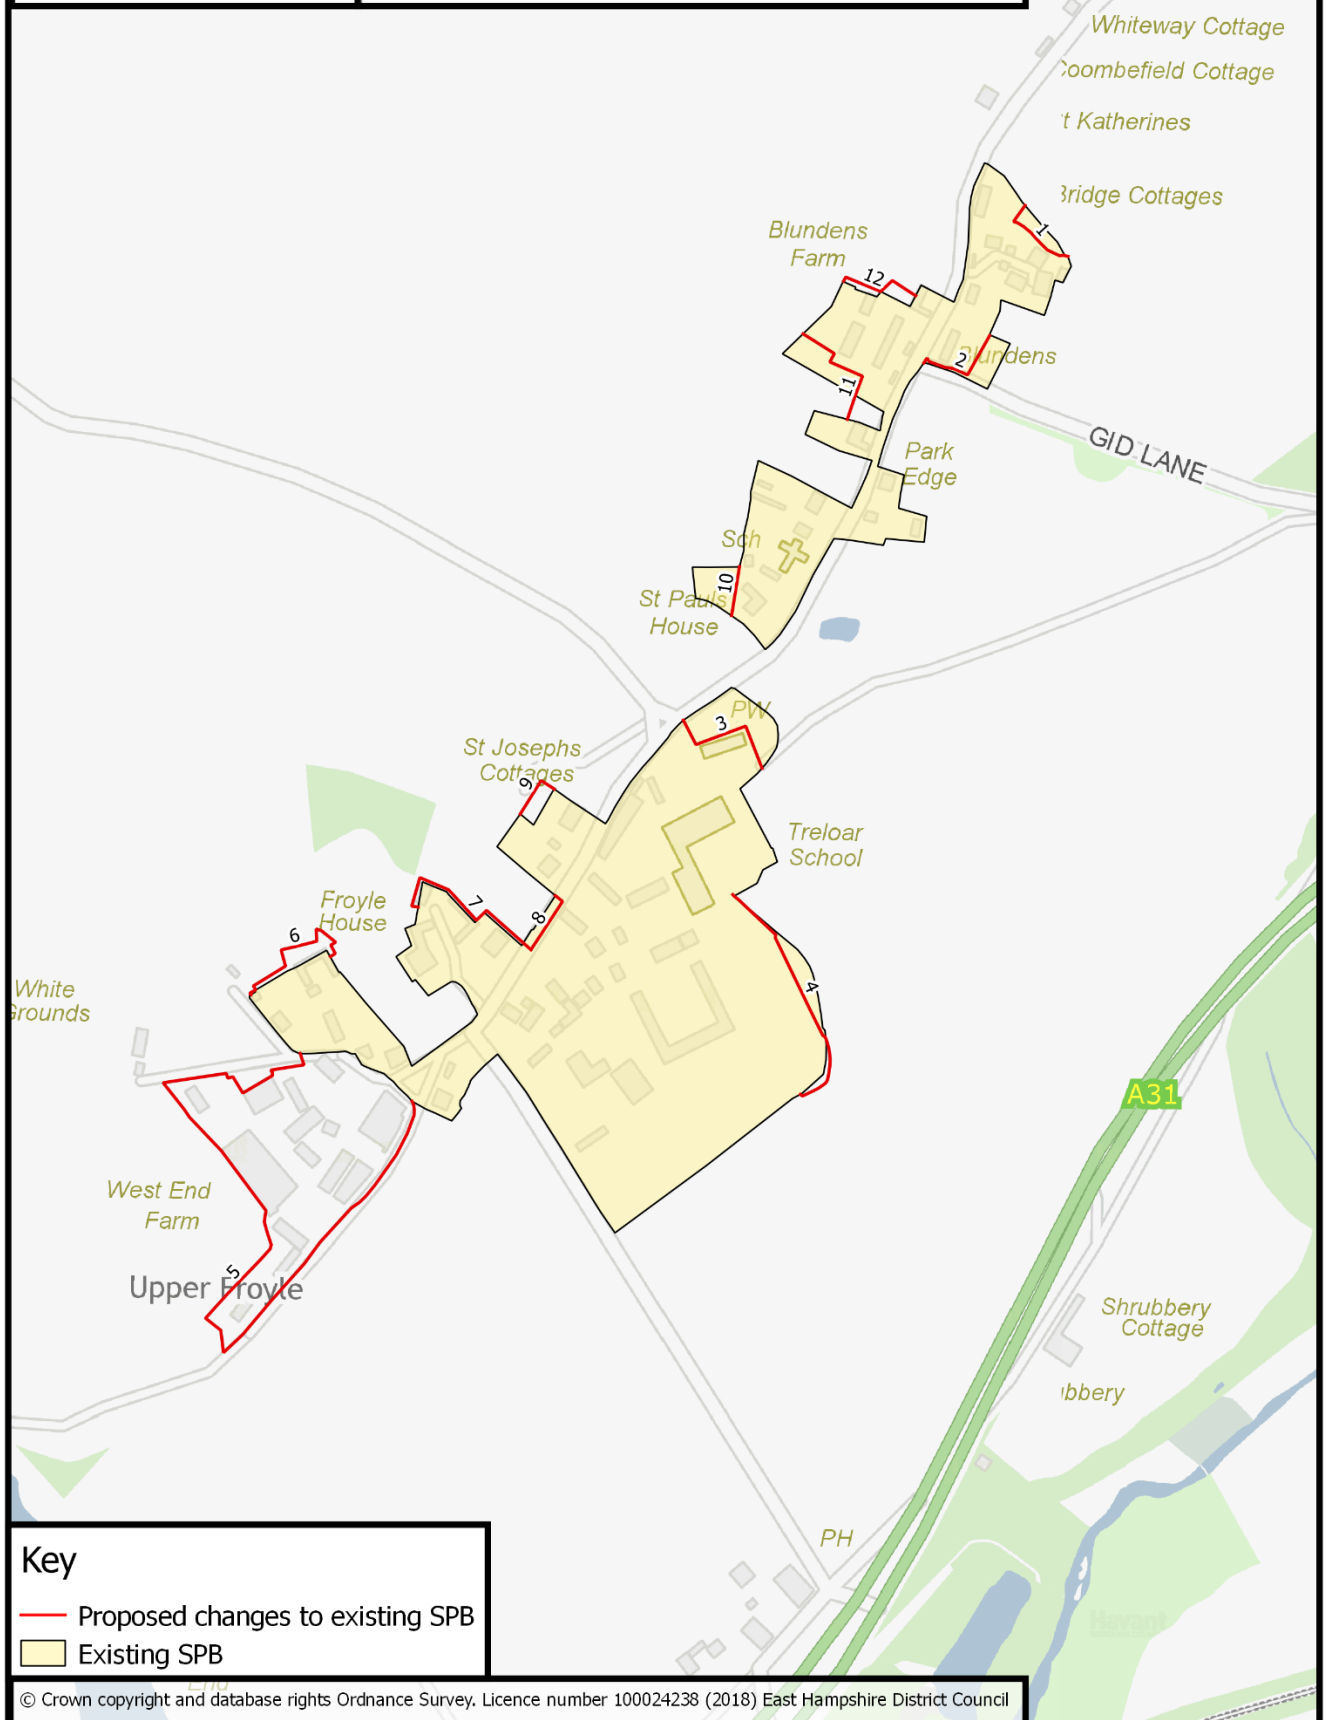 Whiteway Cottage
Coombefield Cottage
t Katherines
Bridge Cottages
1
Blundens
Farm
12
2
Blundens
11
GID LANE
Park
Edge
Sch
10
St Pauls
House
3
PW
St Josephs
Cottages
9
Treloar
School
Froyle
House
7
8
6
4
White
Grounds
A31
West End
Farm
5
Upper Froyle
Shrubbery
Cottage
ubbery
PH
Havant
Key
Proposed changes to existing SPB
Existing SPB
End
© Crown copyright and database rights Ordnance Survey. Licence number 100024238 (2018) East Hampshire District Council